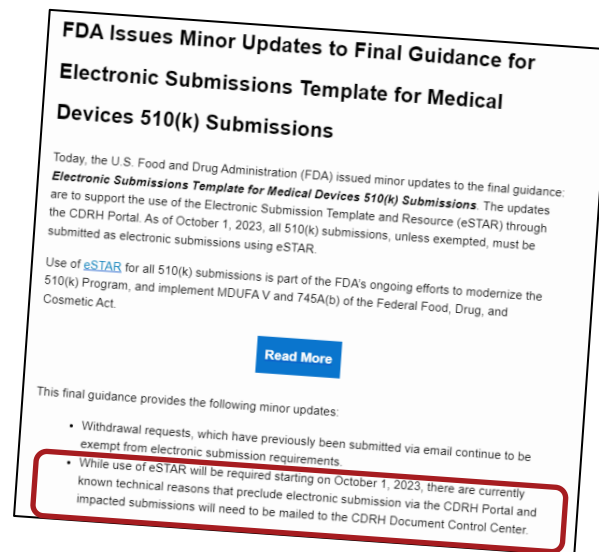 FDA Issues Minor Updates to Final Guidance for
Electronic Submissions Template for Medical
Devices 510(k) Submissions
Today, the U.S. Food and Drug Administration (FDA) issued minor updates to the final guidance:
Electronic Submissions Template for Medical Devices 510(k) Submissions. The updates
are to support the use of the Electronic Submission Template and Resource (eSTAR) through
the CDRH Portal. As of October 1, 2023, all 510(k) submissions, unless exempted, must be
submitted as electronic submissions using eSTAR.
Use of eSTAR for all 510(k) submissions is part of the FDA's ongoing efforts to modernize the
510(k) Program, and implement MDUFA V and 745A(b) of the Federal Food, Drug, and
Cosmetic Act.
Read More
This final guidance provides the following minor updates:
• Withdrawal requests, which have previously been submitted via email continue to be
exempt from electronic submission requirements.
• While use of eSTAR will be required starting on October 1, 2023, there are currently
known technical reasons that preclude electronic submission via the CDRH Portal and
impacted submissions will need to be mailed to the CDRH Document Control Center.